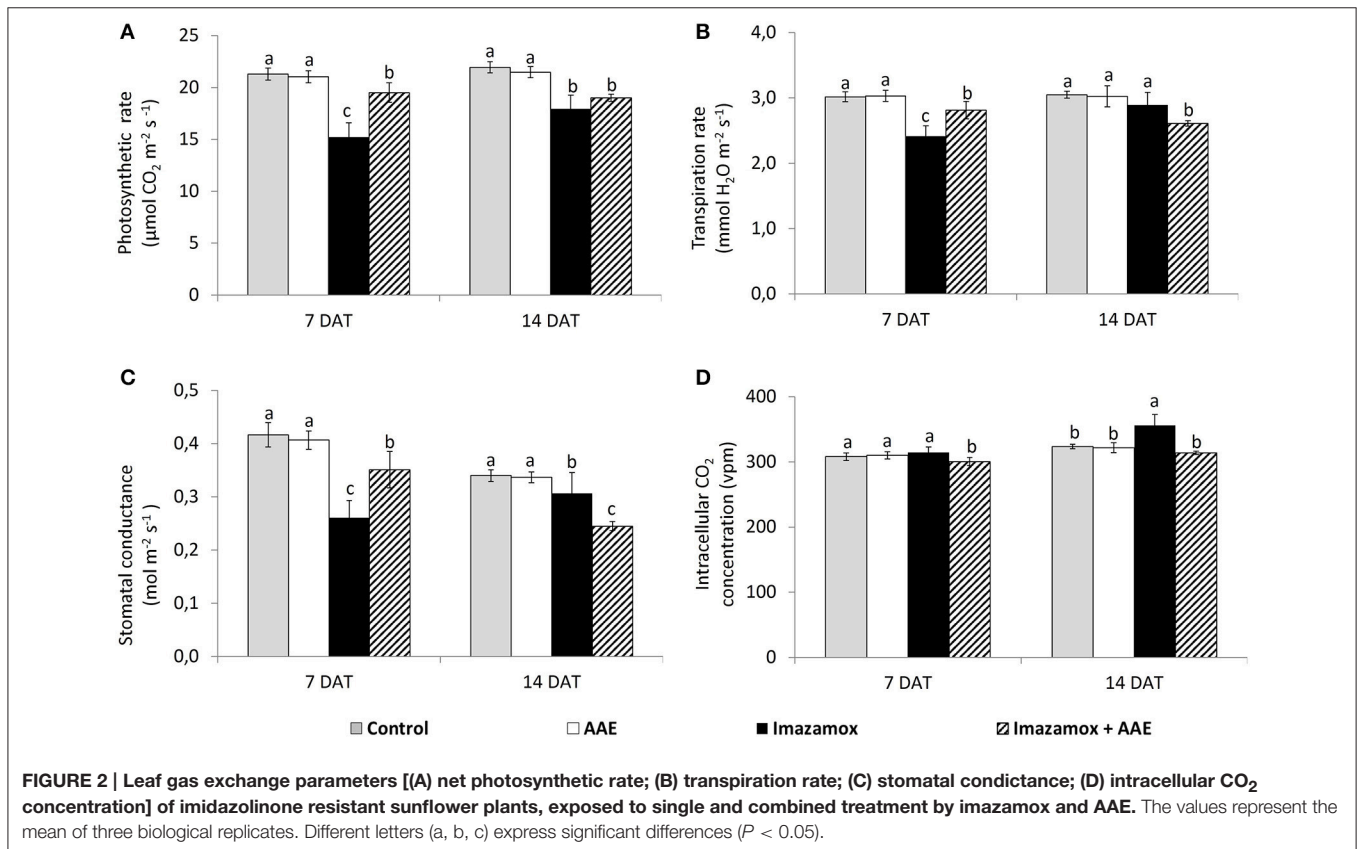 A
Photosynthetic rate
(µmol CO2 m-2 s-1)
25
20
15
10
5
0
a a c b
a a b b
7 DAT 14 DAT
B
Transpiration rate
(mmol H2O m-2 s-1)
4,0
3,0
2,0
1,0
0,0
a a c b
a a a b
7 DAT 14 DAT
C
Stomatal conductance
(mol m-2 s-1)
0,5
0,4
0,3
0,2
0,1
0,0
a a c b
a a b c
7 DAT 14 DAT
D
Intracellular CO2
concentration (vpm)
400
300
200
100
0
a a a b
b b a b
7 DAT 14 DAT
Control AAE Imazamox Imazamox + AAE
FIGURE 2 | Leaf gas exchange parameters [(A) net photosynthetic rate; (B) transpiration rate; (C) stomatal condictance; (D) intracellular CO2
concentration] of imidazolinone resistant sunflower plants, exposed to single and combined treatment by imazamox and AAE. The values represent the
mean of three biological replicates. Different letters (a, b, c) express significant differences (P < 0.05).